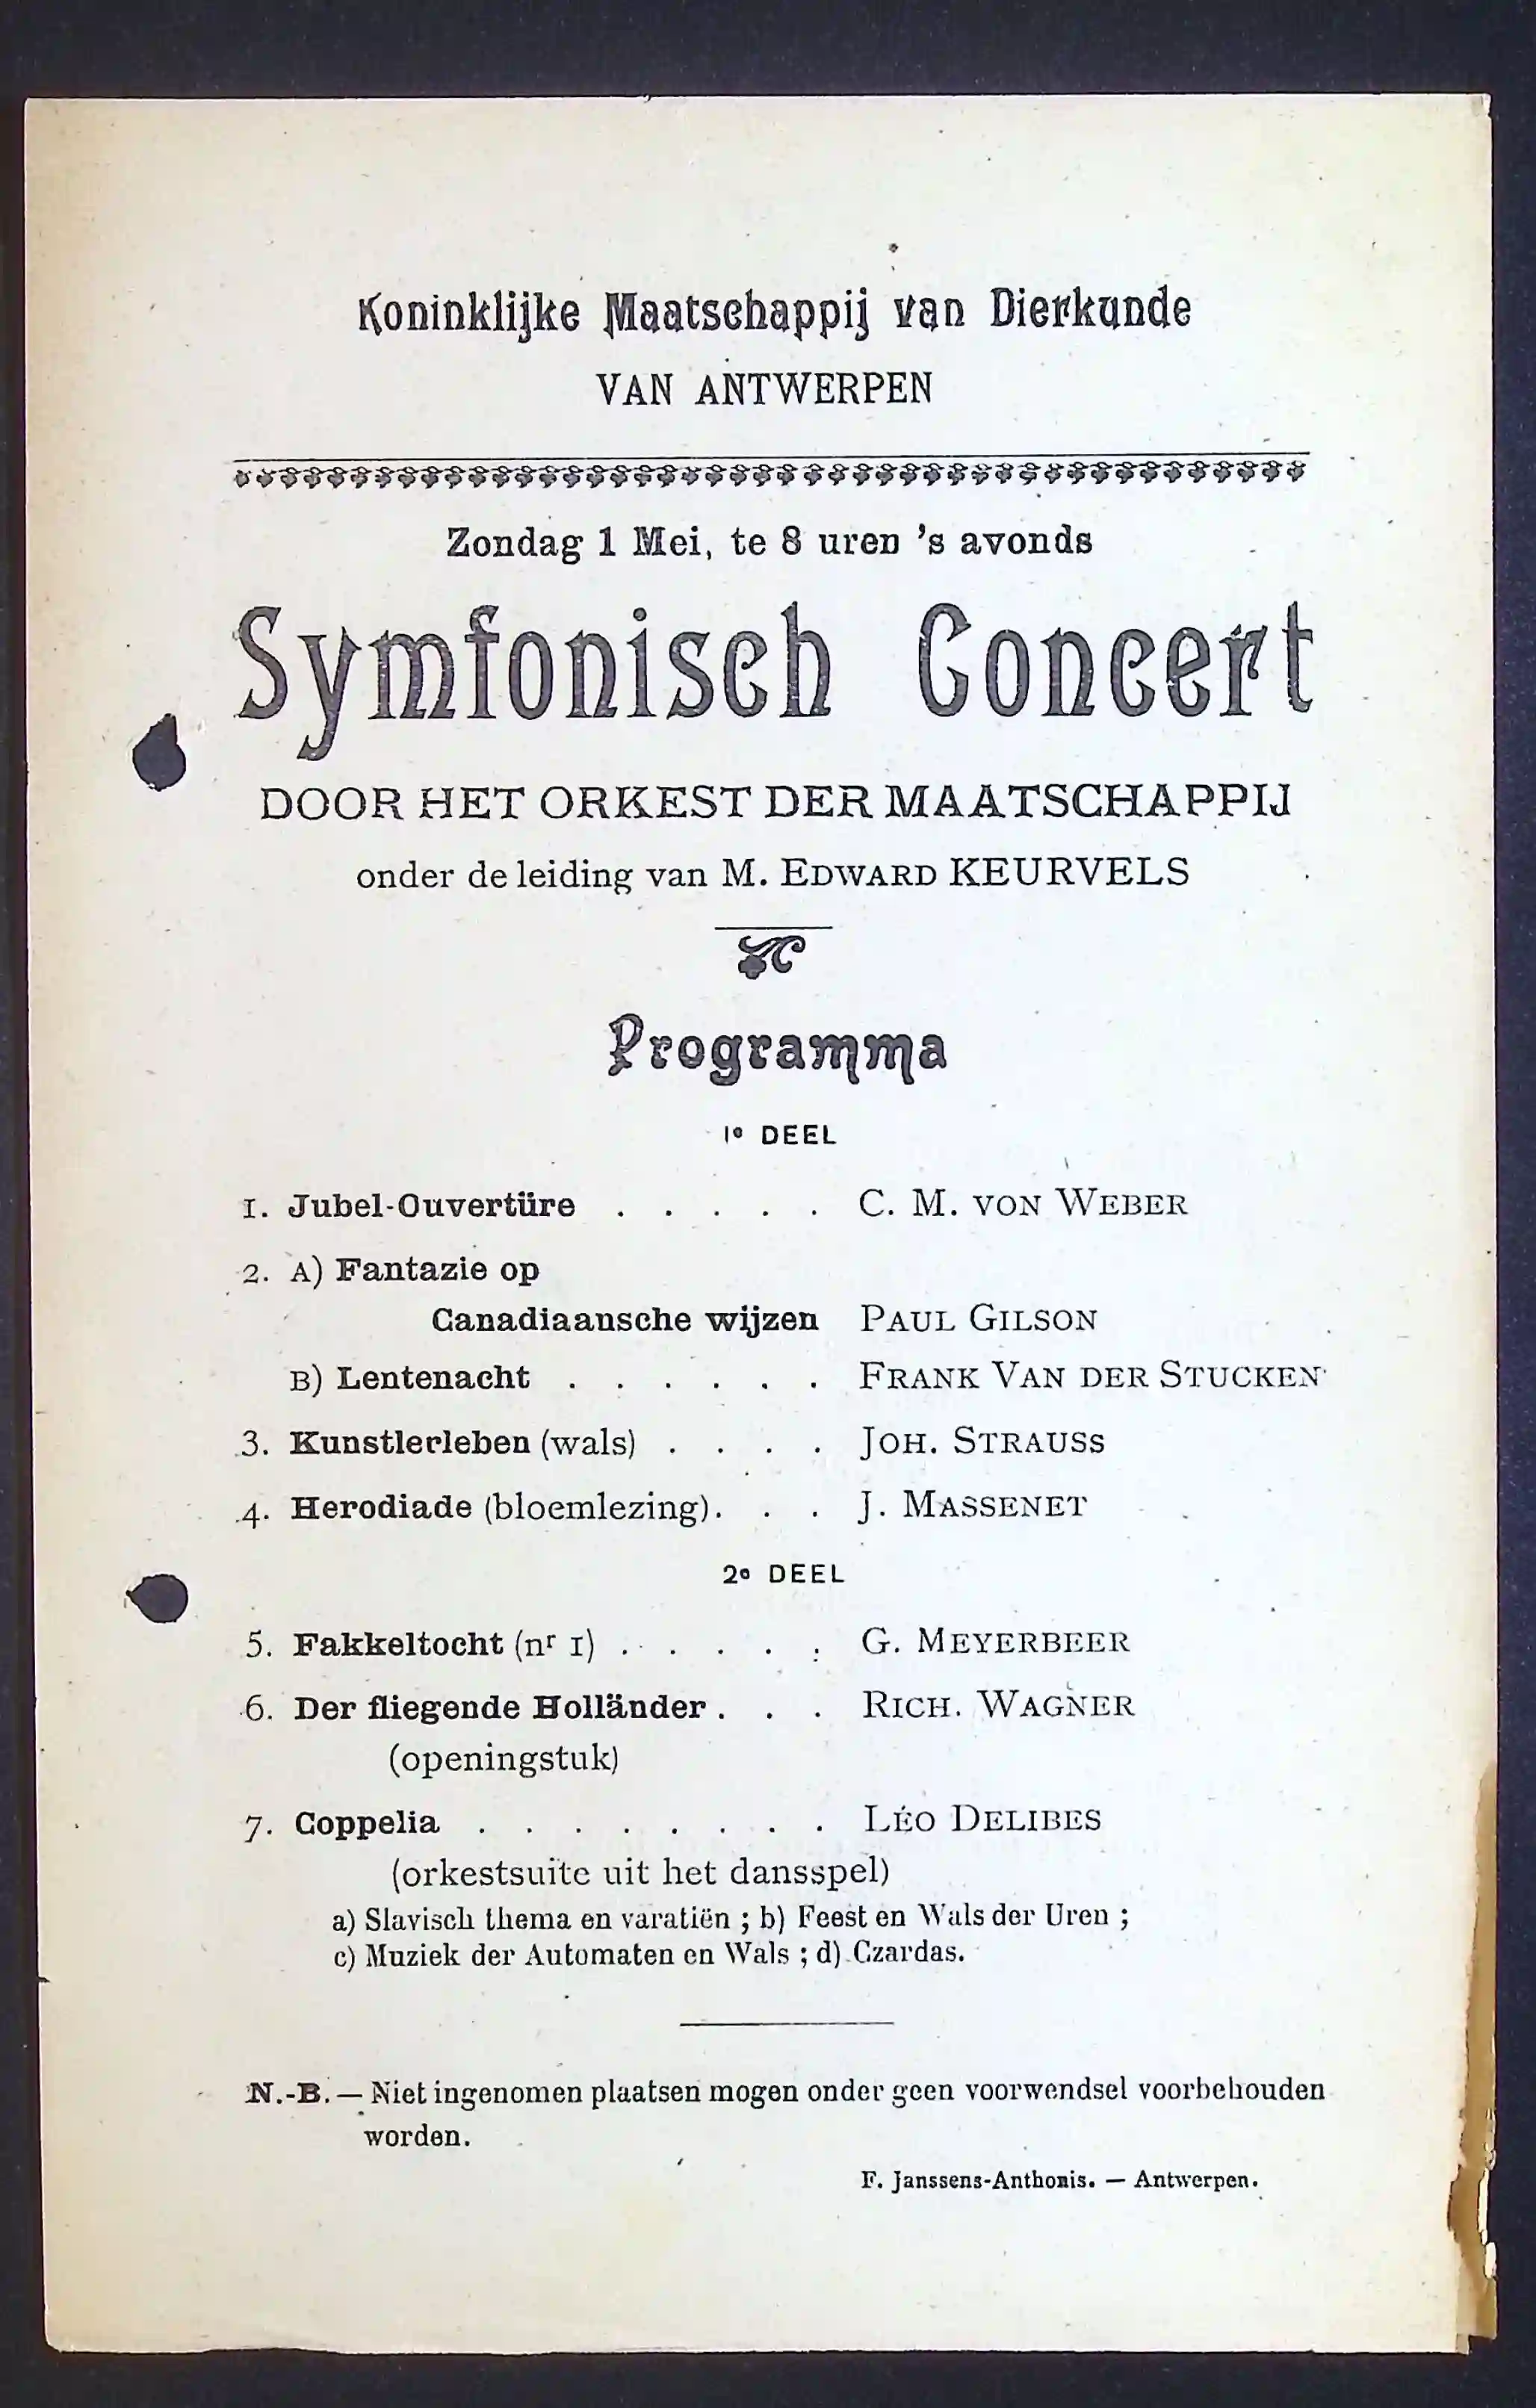 Koninklijke Maatschappij van Dierkunde
VAN ANTWERPEN
Zondag 1 Mei, te 8 uren 's avonds
Symfonisch Concert
DOOR HET ORKEST DER MAATSCHAPPIJ
onder de leiding van M. EDWARD KEURVELS
Programma
1e DEEL
1. Jubel-Ouvertüre . . . . . C. M. VON WEBER
2. A) Fantazie op
Canadiaansche wijzen PAUL GILSON
B) Lentenacht . . . . . . FRANK VAN DER STUCKEN
3. Kunstlerleben (wals) . . . . JOH. STRAUSS
4. Herodiade (bloemlezing). . . J. MASSENET
2e DEEL
5. Fakkeltocht (nr 1) . . . . . G. MEYERBEER
6. Der fliegende Holländer . . . RICH. WAGNER
(openingstuk)
7. Coppelia . . . . . . . . LÉO DELIBES
(orkestsuite uit het dansspel)
a) Slavisch thema en varatiën ; b) Feest en Wals der Uren ;
c) Muziek der Automaten en Wals ; d) Czardas.
N.-B. — Niet ingenomen plaatsen mogen onder geen voorwendsel voorbehouden
worden.
F. Janssens-Anthonis. — Antwerpen.